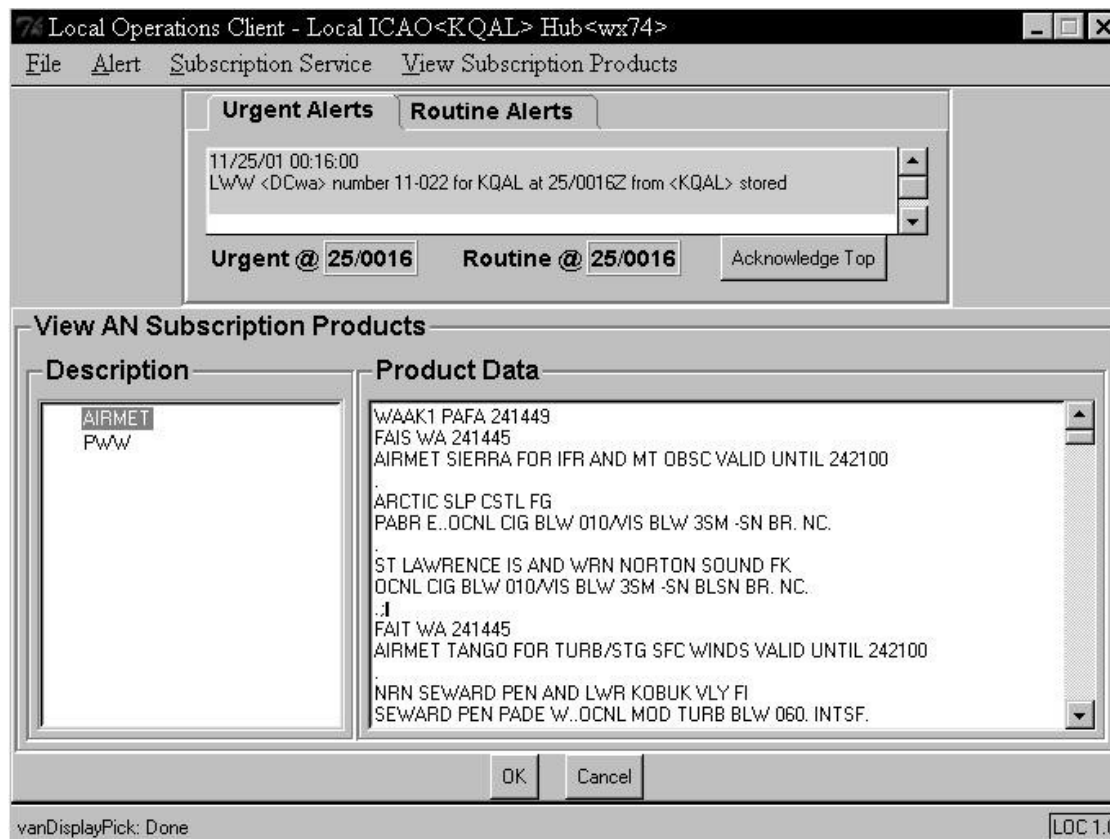 Local Operations Client - Local ICAO<KQAL> Hub<wx74>
File Alert Subscription Service View Subscription Products
Urgent Alerts Routine Alerts
11/25/01 00:16:00
LWW <DCwa> number 11-022 for KQAL at 25/0016Z from <KQAL> stored
Urgent @ 25/0016 Routine @ 25/0016 Acknowledge Top
View AN Subscription Products
Description
AIRMET
PWW
Product Data
WAAK1 PAFA 241449
FAIS WA 241445
AIRMET SIERRA FOR IFR AND MT OBSC VALID UNTIL 242100
.
ARCTIC SLP CSTL FG
PABR E..OCNL CIG BLW 010/VIS BLW 3SM -SN BR. NC.
.
ST LAWRENCE IS AND WRN NORTON SOUND FK
OCNL CIG BLW 010/VIS BLW 3SM -SN BLSN BR. NC.
.;
FAIT WA 241445
AIRMET TANGO FOR TURB/STG SFC WINDS VALID UNTIL 242100
.
NRN SEWARD PEN AND LWR KOBUK VLY FI
SEWARD PEN PADE W..OCNL MOD TURB BLW 060. INTSF.
OK Cancel
vanDisplayPick: Done
LOC